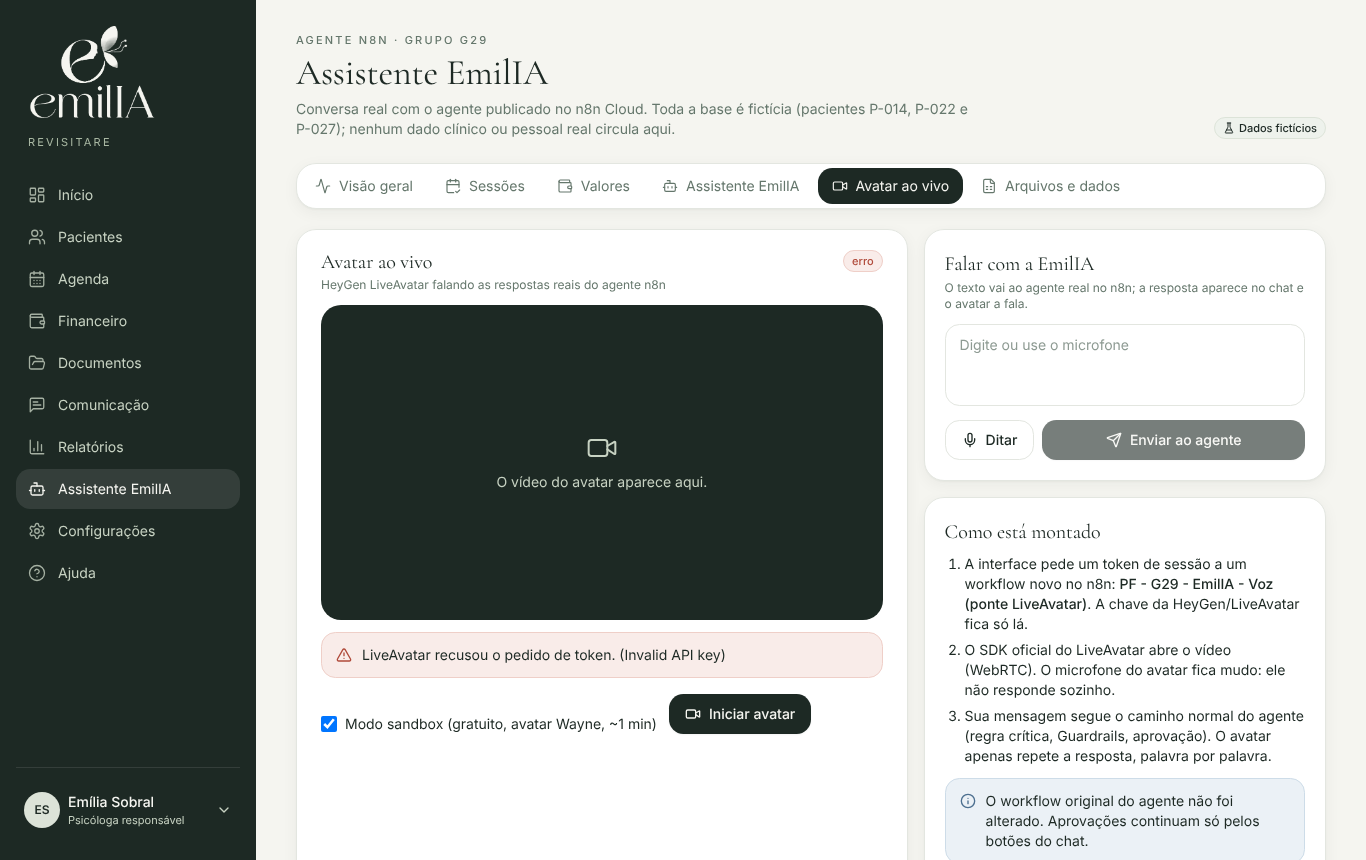 emilIA
REVISITARE
Início
Pacientes
Agenda
Financeiro
Documentos
Comunicação
Relatórios
Assistente EmilIA
Configurações
Ajuda
ES
Emília Sobral
Psicóloga responsável
AGENTE N8N · GRUPO G29
Assistente EmilIA
Conversa real com o agente publicado no n8n Cloud. Toda a base é fictícia (pacientes P-014, P-022 e
P-027); nenhum dado clínico ou pessoal real circula aqui.
Dados fictícios
Visão geral
Sessões
Valores
Assistente EmilIA
Avatar ao vivo
Arquivos e dados
Avatar ao vivo
erro
HeyGen LiveAvatar falando as respostas reais do agente n8n
O vídeo do avatar aparece aqui.
LiveAvatar recusou o pedido de token. (Invalid API key)
Modo sandbox (gratuito, avatar Wayne, ~1 min)
Iniciar avatar
Falar com a EmilIA
O texto vai ao agente real no n8n; a resposta aparece no chat e
o avatar a fala.
Digite ou use o microfone
Ditar
Enviar ao agente
Como está montado
1. A interface pede um token de sessão a um
workflow novo no n8n: PF - G29 - EmilIA - Voz
(ponte LiveAvatar). A chave da HeyGen/LiveAvatar
fica só lá.
2. O SDK oficial do LiveAvatar abre o vídeo
(WebRTC). O microfone do avatar fica mudo: ele
não responde sozinho.
3. Sua mensagem segue o caminho normal do agente
(regra crítica, Guardrails, aprovação). O avatar
apenas repete a resposta, palavra por palavra.
O workflow original do agente não foi
alterado. Aprovações continuam só pelos
botões do chat.